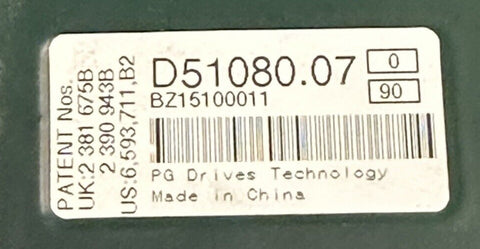 PATENT Nos.
UK:2 381 675B
2 390 943B
US:6,593,711,B2
D51080.07
0
BZ15100011
90
PG Drives Technology
Made in China